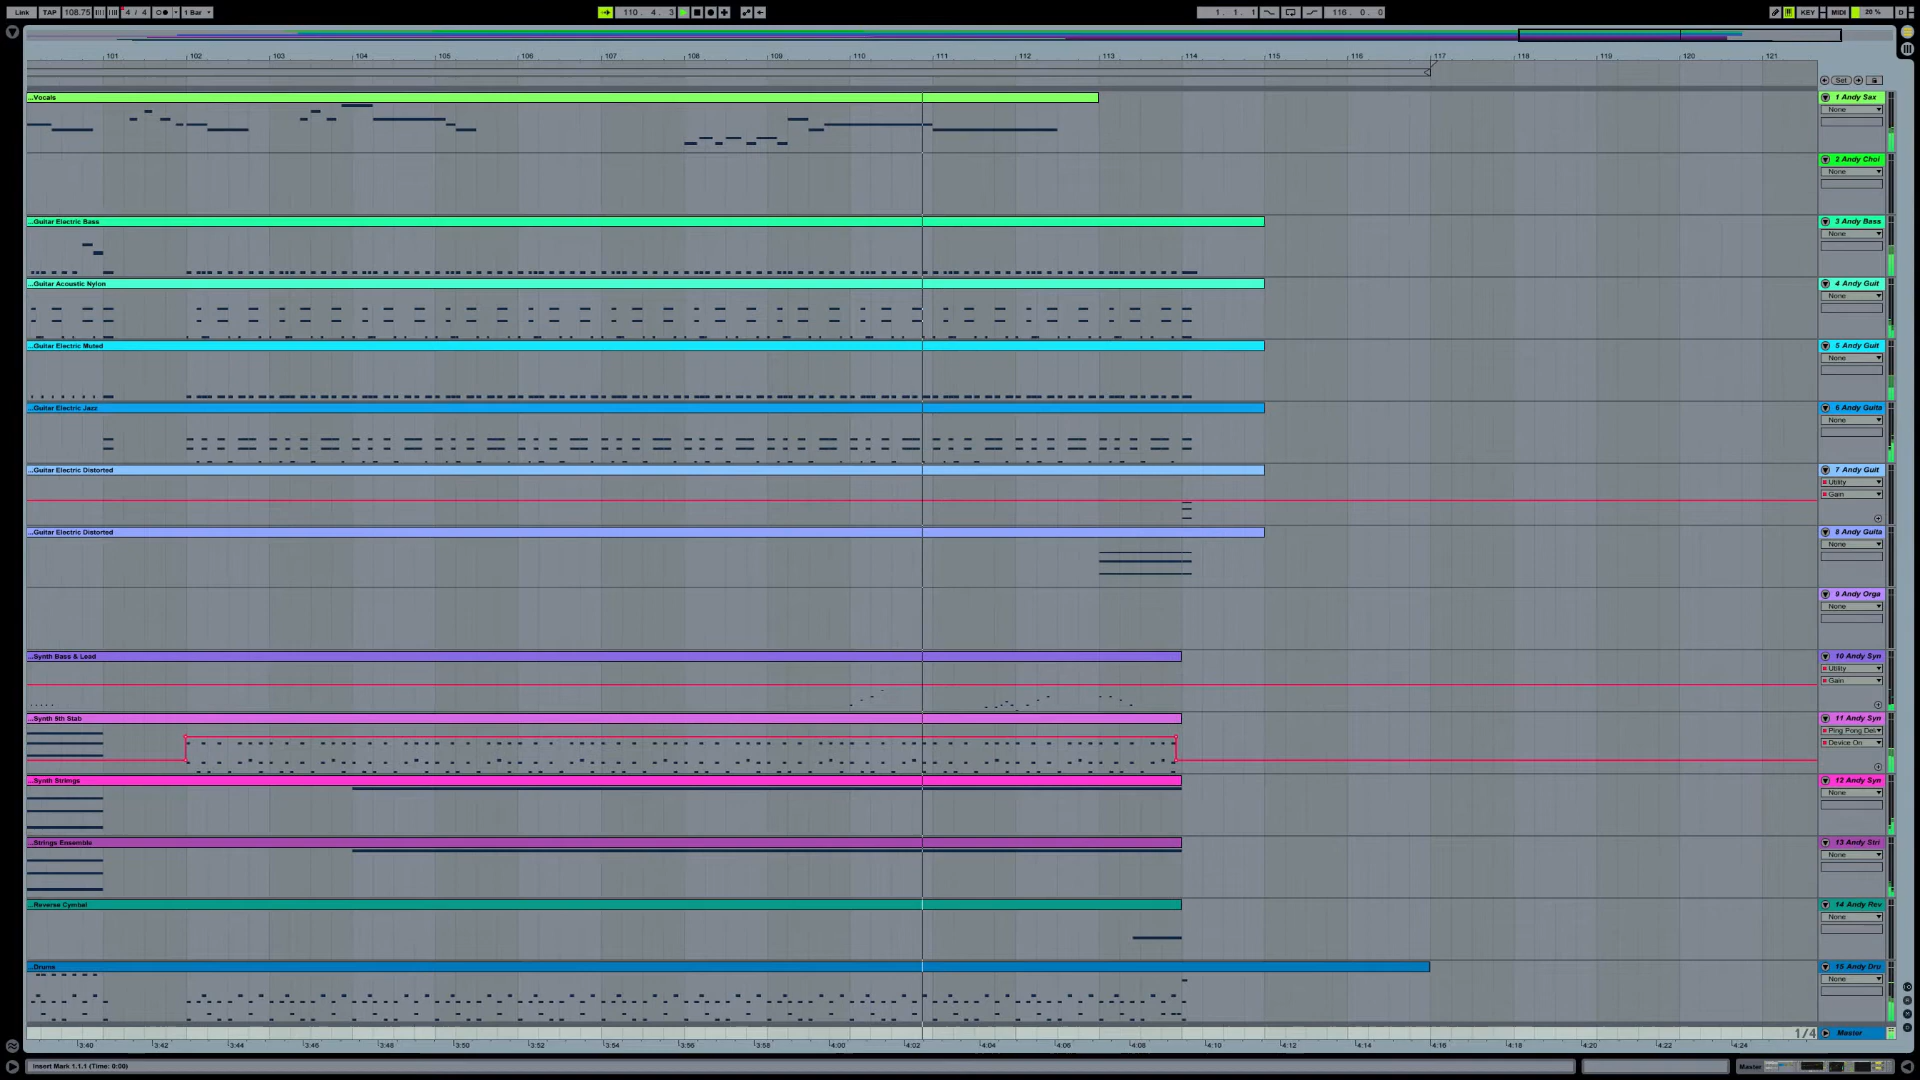 Link TAP 108.75 4 / 4 1 Bar 110 . 4 . 3 1 . 1 . 1 116 . 0 . 0 KEY MIDI 20 % D
101 102 103 104 105 106 107 108 109 110 111 112 113 114 115 116 117 118 119 120 121
Set
...Vocals 1 Andy Sax
None
2 Andy Choi
None
...Guitar Electric Bass 3 Andy Bass
None
...Guitar Acoustic Nylon 4 Andy Guit
None
...Guitar Electric Muted 5 Andy Guit
None
...Guitar Electric Jazz 6 Andy Guita
None
...Guitar Electric Distorted 7 Andy Guit
Utility
Gain
...Guitar Electric Distorted 8 Andy Guita
None
9 Andy Orga
None
...Synth Bass & Lead 10 Andy Syn
Utility
Gain
...Synth 5th Stab 11 Andy Syn
Ping Pong Del
Device On
...Synth Strings 12 Andy Syn
None
...Strings Ensemble 13 Andy Stri
None
...Reverse Cymbal 14 Andy Rev
None
...Drums 15 Andy Dru
None
1/4 Master
3:40 3:42 3:44 3:46 3:48 3:50 3:52 3:54 3:56 3:58 4:00 4:02 4:04 4:06 4:08 4:10 4:12 4:14 4:16 4:18 4:20 4:22 4:24
Insert Mark 1.1.1 (Time: 0:00) Master